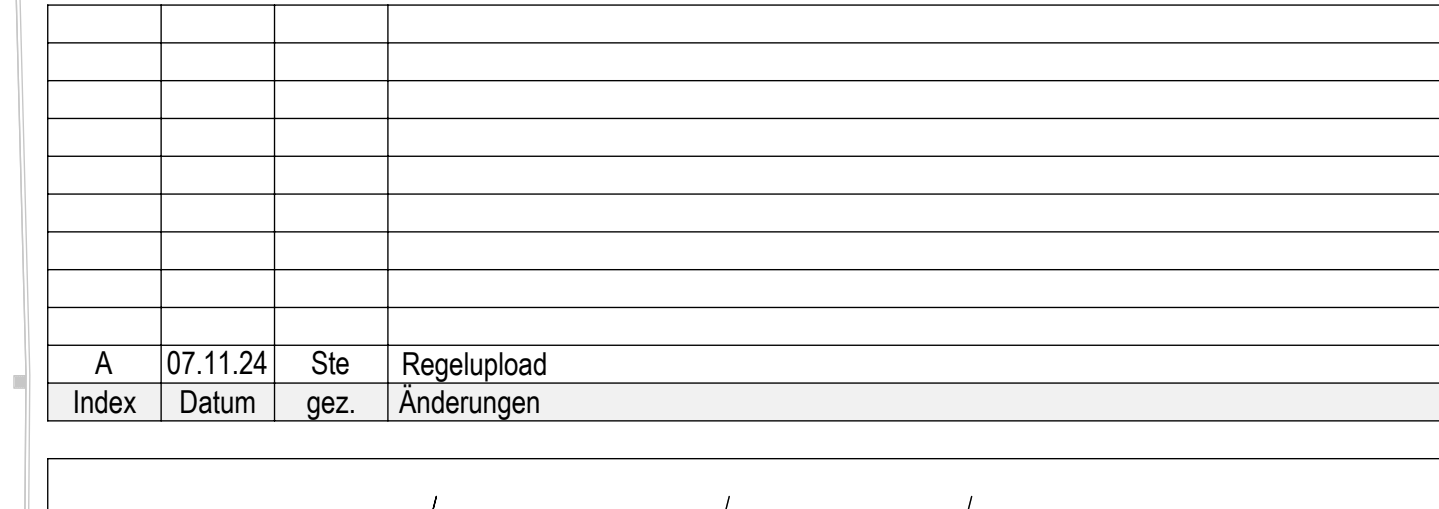 A 07.11.24 Ste Regelupload
Index Datum gez. Änderungen
/ / /